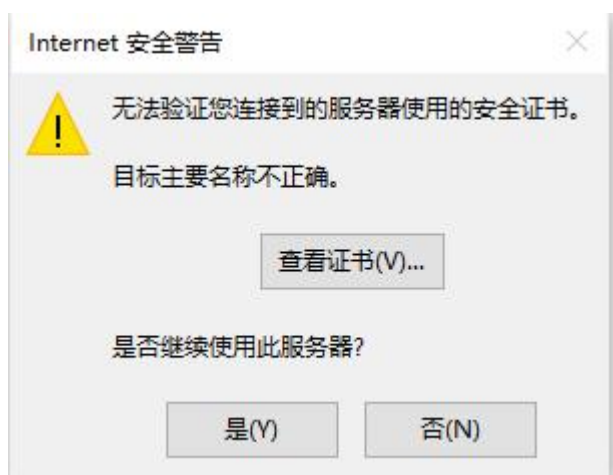 Internet 安全警告
无法验证您连接到的服务器使用的安全证书。
目标主要名称不正确。
查看证书(V)...
是否继续使用此服务器?
是(Y)
否(N)